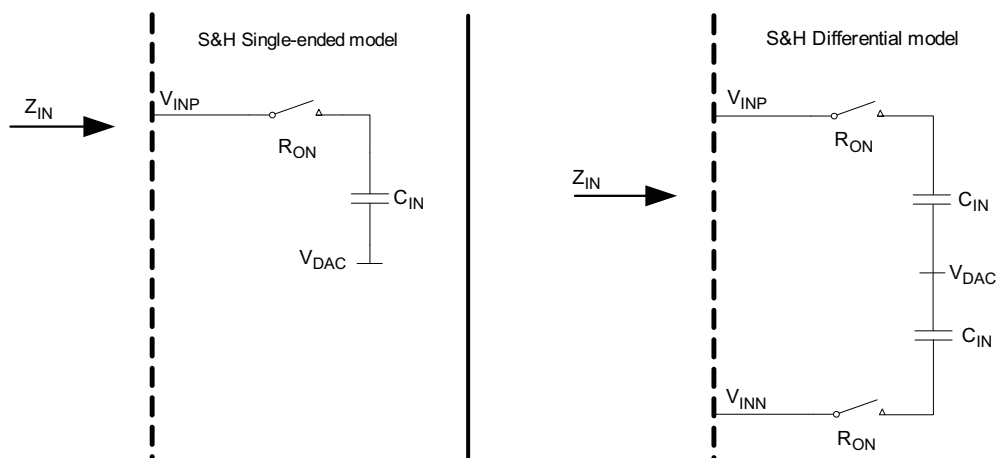 S&H Single-ended model
Z_IN
V_INP
R_ON
C_IN
V_DAC
S&H Differential model
Z_IN
V_INP
R_ON
C_IN
V_DAC
C_IN
V_INN
R_ON